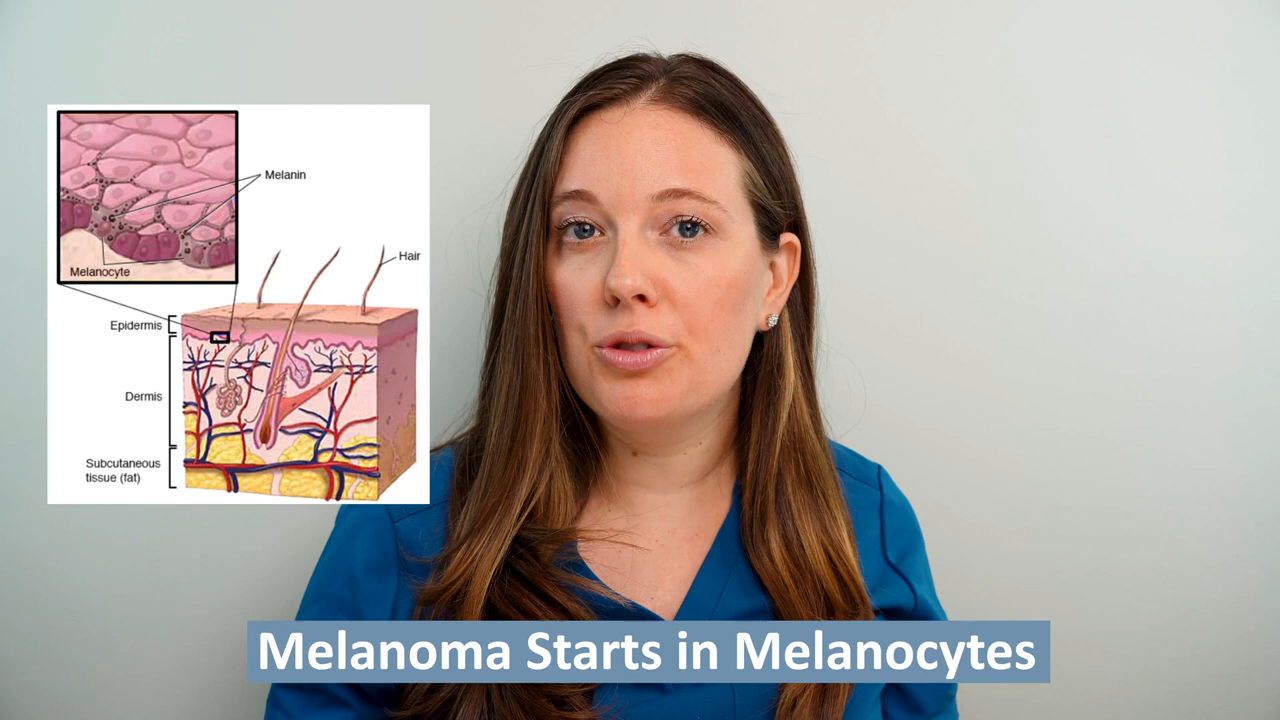 Melanin
Melanocyte
Hair
Epidermis
Dermis
Subcutaneous
tissue (fat)
Melanoma Starts in Melanocytes